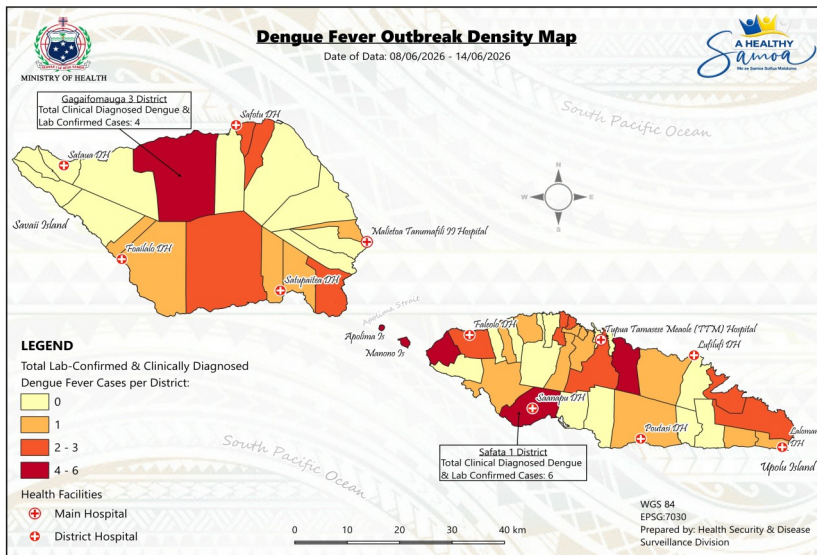 Dengue Fever Outbreak Density Map
Date of Data: 08/06/2026 - 14/06/2026
MINISTRY OF HEALTH
A HEALTHY
Samoa
Gagaifomauga 3 District
Total Clinical Diagnosed Dengue &
Lab Confirmed Cases: 4
Safotu DH
South Pacific Ocean
Sataua DH
N
W
E
S
Savaii Island
Malietoa Tanumafili II Hospital
Foailalo DH
Satupaitea DH
Apolima Strait
Apolima Is
Manono Is
Faleolo DH
Tupua Tamasese Meaole (TTM) Hospital
Lufilufi DH
Saanapu DH
Poutasi DH
DH
Upolu Island
South Pacific Ocean
Safata 1 District
Total Clinical Diagnosed Dengue
& Lab Confirmed Cases: 6
LEGEND
Total Lab-Confirmed & Clinically Diagnosed
Dengue Fever Cases per District:
0
1
2 - 3
4 - 6
Health Facilities
Main Hospital
District Hospital
0 10 20 30 40 km
WGS 84
EPSG:7030
Prepared by: Health Security & Disease
Surveillance Division